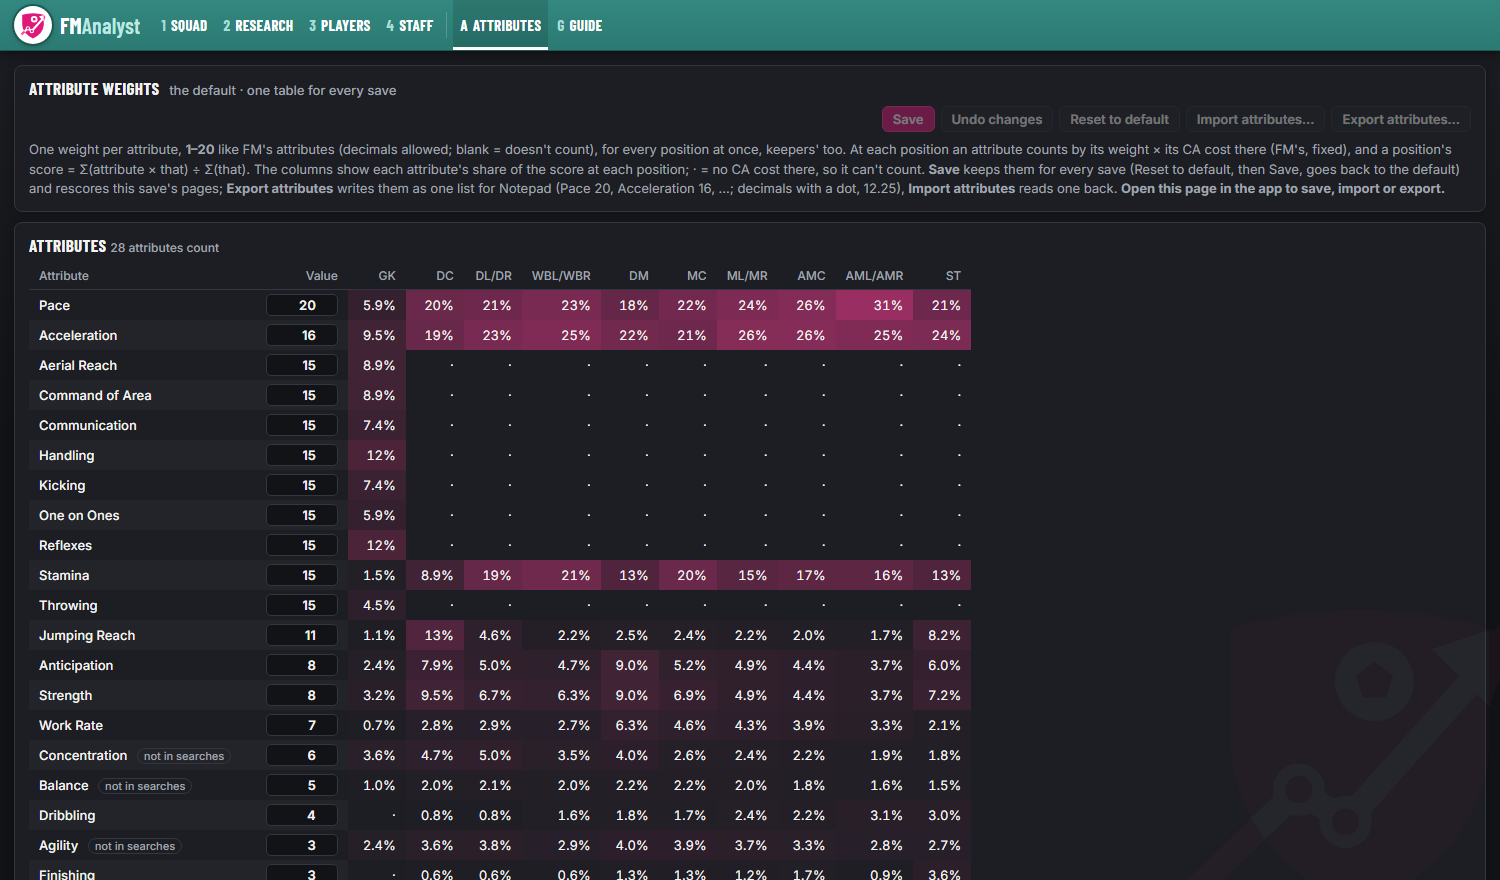 FMAnalyst 1 SQUAD 2 RESEARCH 3 PLAYERS 4 STAFF A ATTRIBUTES G GUIDE
ATTRIBUTE WEIGHTS the default · one table for every save
Save Undo changes Reset to default Import attributes... Export attributes...
One weight per attribute, 1–20 like FM's attributes (decimals allowed; blank = doesn't count), for every position at once, keepers' too. At each position an attribute counts by its weight × its CA cost there (FM's, fixed), and a position's
score = Σ(attribute × that) ÷ Σ(that). The columns show each attribute's share of the score at each position; · = no CA cost there, so it can't count. Save keeps them for every save (Reset to default, then Save, goes back to the default)
and rescores this save's pages; Export attributes writes them as one list for Notepad (Pace 20, Acceleration 16, ...; decimals with a dot, 12.25), Import attributes reads one back. Open this page in the app to save, import or export.
ATTRIBUTES 28 attributes count
Attribute Value GK DC DL/DR WBL/WBR DM MC ML/MR AMC AML/AMR ST
Pace 20 5.9% 20% 21% 23% 18% 22% 24% 26% 31% 21%
Acceleration 16 9.5% 19% 23% 25% 22% 21% 26% 26% 25% 24%
Aerial Reach 15 8.9% · · · · · · · · ·
Command of Area 15 8.9% · · · · · · · · ·
Communication 15 7.4% · · · · · · · · ·
Handling 15 12% · · · · · · · · ·
Kicking 15 7.4% · · · · · · · · ·
One on Ones 15 5.9% · · · · · · · · ·
Reflexes 15 12% · · · · · · · · ·
Stamina 15 1.5% 8.9% 19% 21% 13% 20% 15% 17% 16% 13%
Throwing 15 4.5% · · · · · · · · ·
Jumping Reach 11 1.1% 13% 4.6% 2.2% 2.5% 2.4% 2.2% 2.0% 1.7% 8.2%
Anticipation 8 2.4% 7.9% 5.0% 4.7% 9.0% 5.2% 4.9% 4.4% 3.7% 6.0%
Strength 8 3.2% 9.5% 6.7% 6.3% 9.0% 6.9% 4.9% 4.4% 3.7% 7.2%
Work Rate 7 0.7% 2.8% 2.9% 2.7% 6.3% 4.6% 4.3% 3.9% 3.3% 2.1%
Concentration not in searches 6 3.6% 4.7% 5.0% 3.5% 4.0% 2.6% 2.4% 2.2% 1.9% 1.8%
Balance not in searches 5 1.0% 2.0% 2.1% 2.0% 2.2% 2.2% 2.0% 1.8% 1.6% 1.5%
Dribbling 4 · 0.8% 0.8% 1.6% 1.8% 1.7% 2.4% 2.2% 3.1% 3.0%
Agility not in searches 3 2.4% 3.6% 3.8% 2.9% 4.0% 3.9% 3.7% 3.3% 2.8% 2.7%
Finishing 3 · 0.6% 0.6% 0.6% 1.3% 1.3% 1.2% 1.7% 0.9% 3.6%